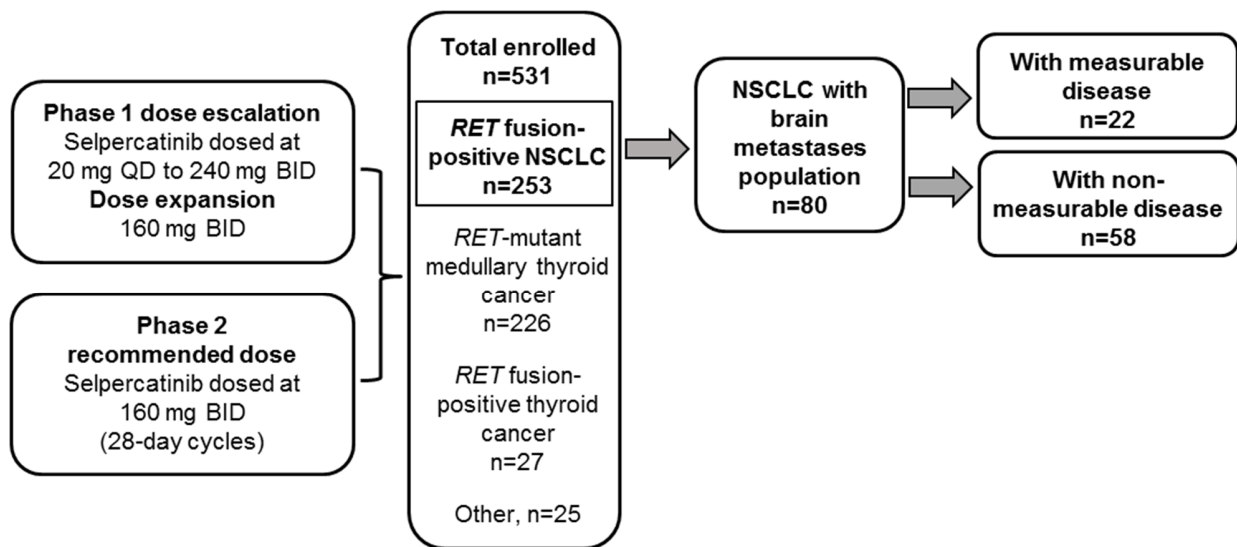 Phase 1 dose escalation
Selpercatinib dosed at
20 mg QD to 240 mg BID
Dose expansion
160 mg BID
Phase 2
recommended dose
Selpercatinib dosed at
160 mg BID
(28-day cycles)
Total enrolled
n=531
RET fusion-
positive NSCLC
n=253
RET-mutant
medullary thyroid
cancer
n=226
RET fusion-
positive thyroid
cancer
n=27
Other, n=25
NSCLC with
brain
metastases
population
n=80
With measurable
disease
n=22
With non-
measurable disease
n=58